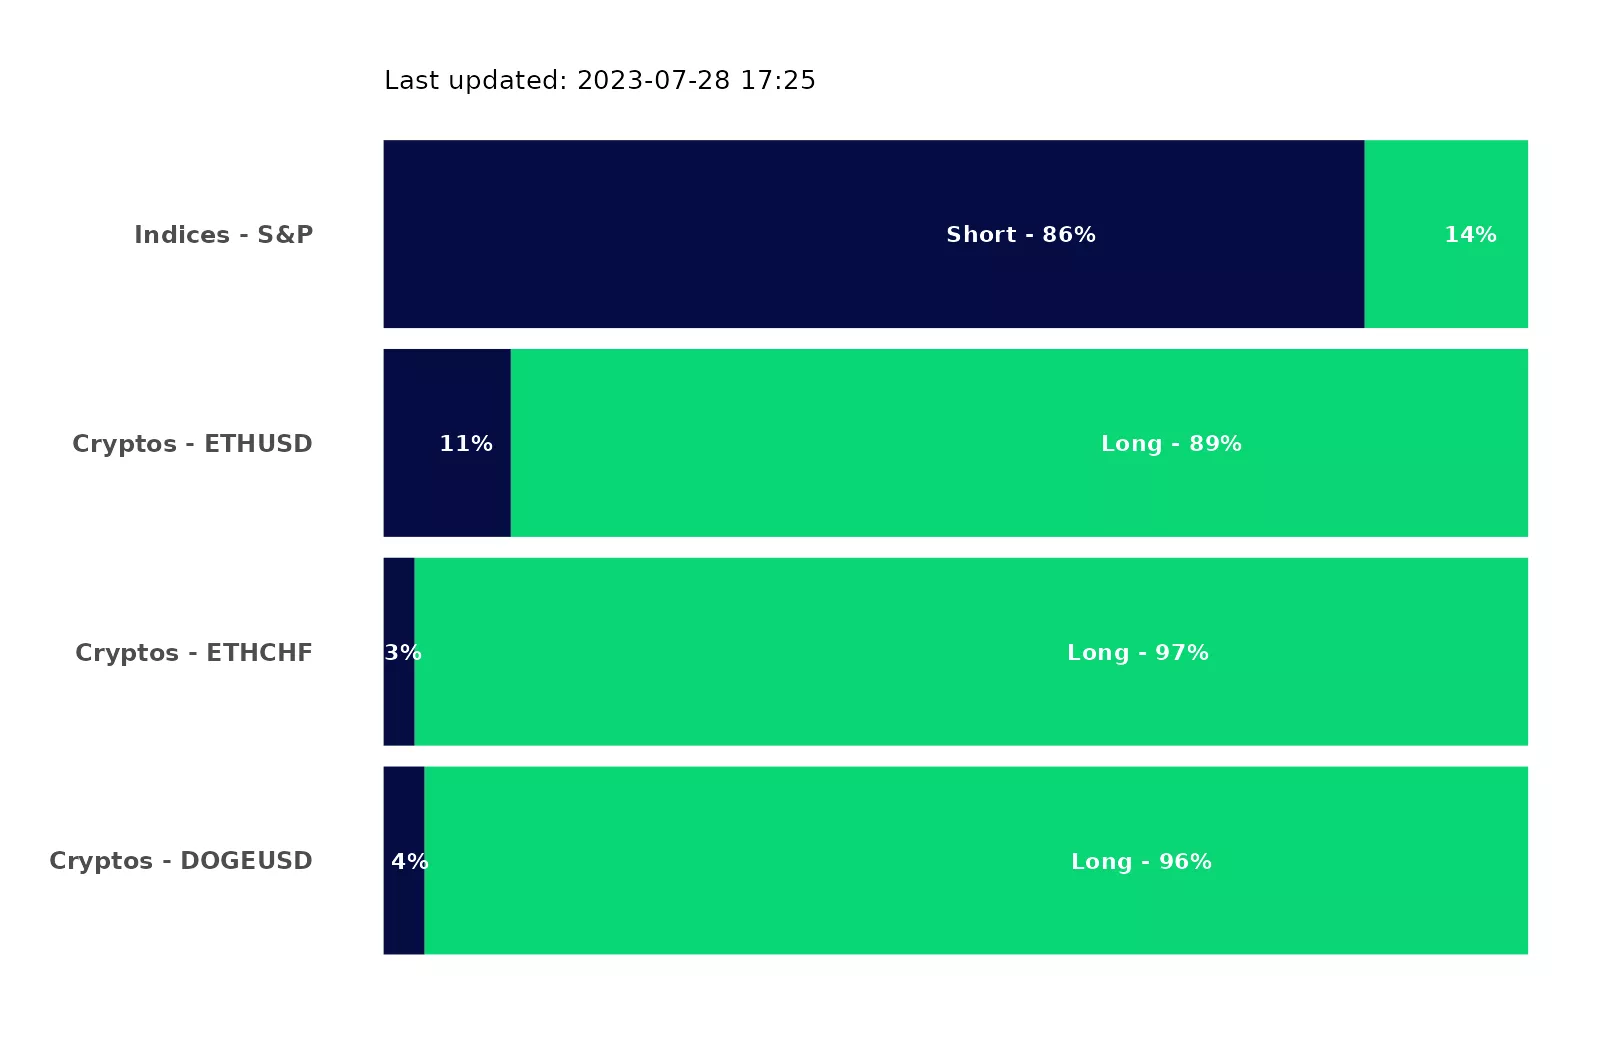 Last updated: 2023-07-28 17:25
Indices - S&P Short - 86% 14%
Cryptos - ETHUSD 11% Long - 89%
Cryptos - ETHCHF 3% Long - 97%
Cryptos - DOGEUSD 4% Long - 96%